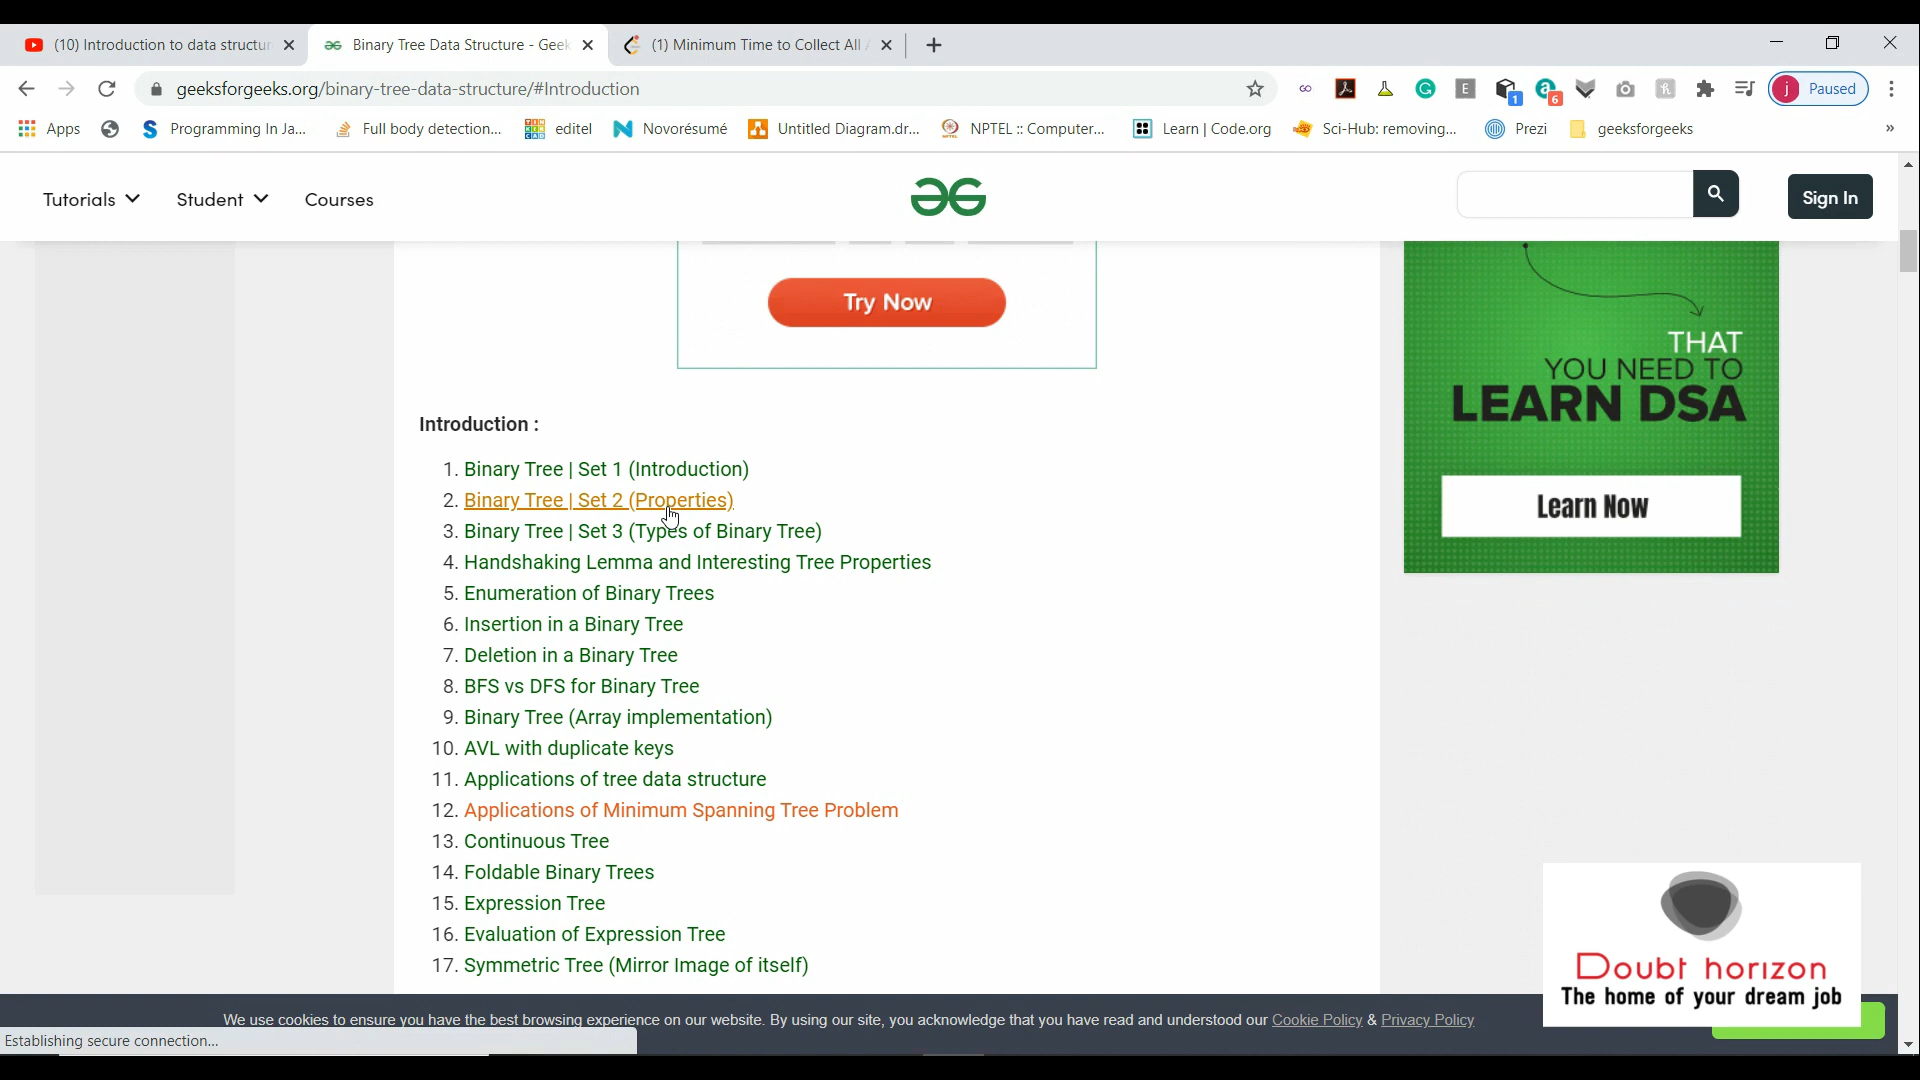 (10) Introduction to data structur
Binary Tree Data Structure - Geek
(1) Minimum Time to Collect All A
geeksforgeeks.org/binary-tree-data-structure/#Introduction
E
1
6
j Paused
Apps
Programming In Ja...
Full body detection...
editel
Novorésumé
Untitled Diagram.dr...
NPTEL :: Computer...
Learn | Code.org
Sci-Hub: removing...
Prezi
geeksforgeeks
»
Tutorials
Student
Courses
Sign In
Try Now
THAT
YOU NEED TO
LEARN DSA
Learn Now
Introduction :
1. Binary Tree | Set 1 (Introduction)
2. Binary Tree | Set 2 (Properties)
3. Binary Tree | Set 3 (Types of Binary Tree)
4. Handshaking Lemma and Interesting Tree Properties
5. Enumeration of Binary Trees
6. Insertion in a Binary Tree
7. Deletion in a Binary Tree
8. BFS vs DFS for Binary Tree
9. Binary Tree (Array implementation)
10. AVL with duplicate keys
11. Applications of tree data structure
12. Applications of Minimum Spanning Tree Problem
13. Continuous Tree
14. Foldable Binary Trees
15. Expression Tree
16. Evaluation of Expression Tree
17. Symmetric Tree (Mirror Image of itself)
Doubt horizon
The home of your dream job
We use cookies to ensure you have the best browsing experience on our website. By using our site, you acknowledge that you have read and understood our Cookie Policy & Privacy Policy
Establishing secure connection...